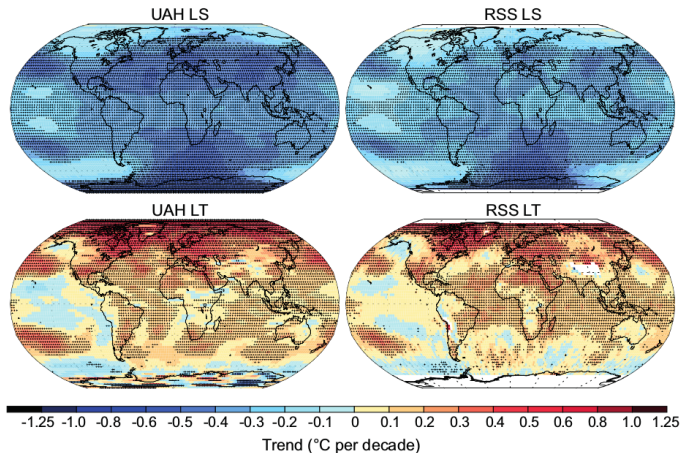 UAH LS
RSS LS
UAH LT
RSS LT
-1.25 -1.0 -0.8 -0.6 -0.5 -0.4 -0.3 -0.2 -0.1 0 0.1 0.2 0.3 0.4 0.5 0.6 0.8 1.0 1.25
Trend (°C per decade)